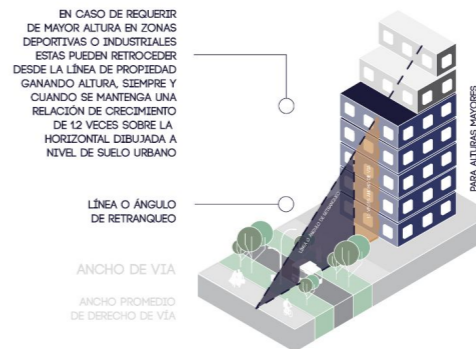 EN CASO DE REQUERIR
DE MAYOR ALTURA EN ZONAS
DEPORTIVAS O INDUSTRIALES
ESTAS PUEDEN RETROCEDER
DESDE LA LÍNEA DE PROPIEDAD
GANANDO ALTURA, SIEMPRE Y
CUANDO SE MANTENGA UNA
RELACIÓN DE CRECIMIENTO
DE 1.2 VECES SOBRE LA
HORIZONTAL DIBUJADA A
NIVEL DE SUELO URBANO
LÍNEA O ÁNGULO
DE RETRANQUEO
ANCHO DE VIA
ANCHO PROMEDIO
DE DERECHO DE VÍA
PARA ALTURAS MAYORES